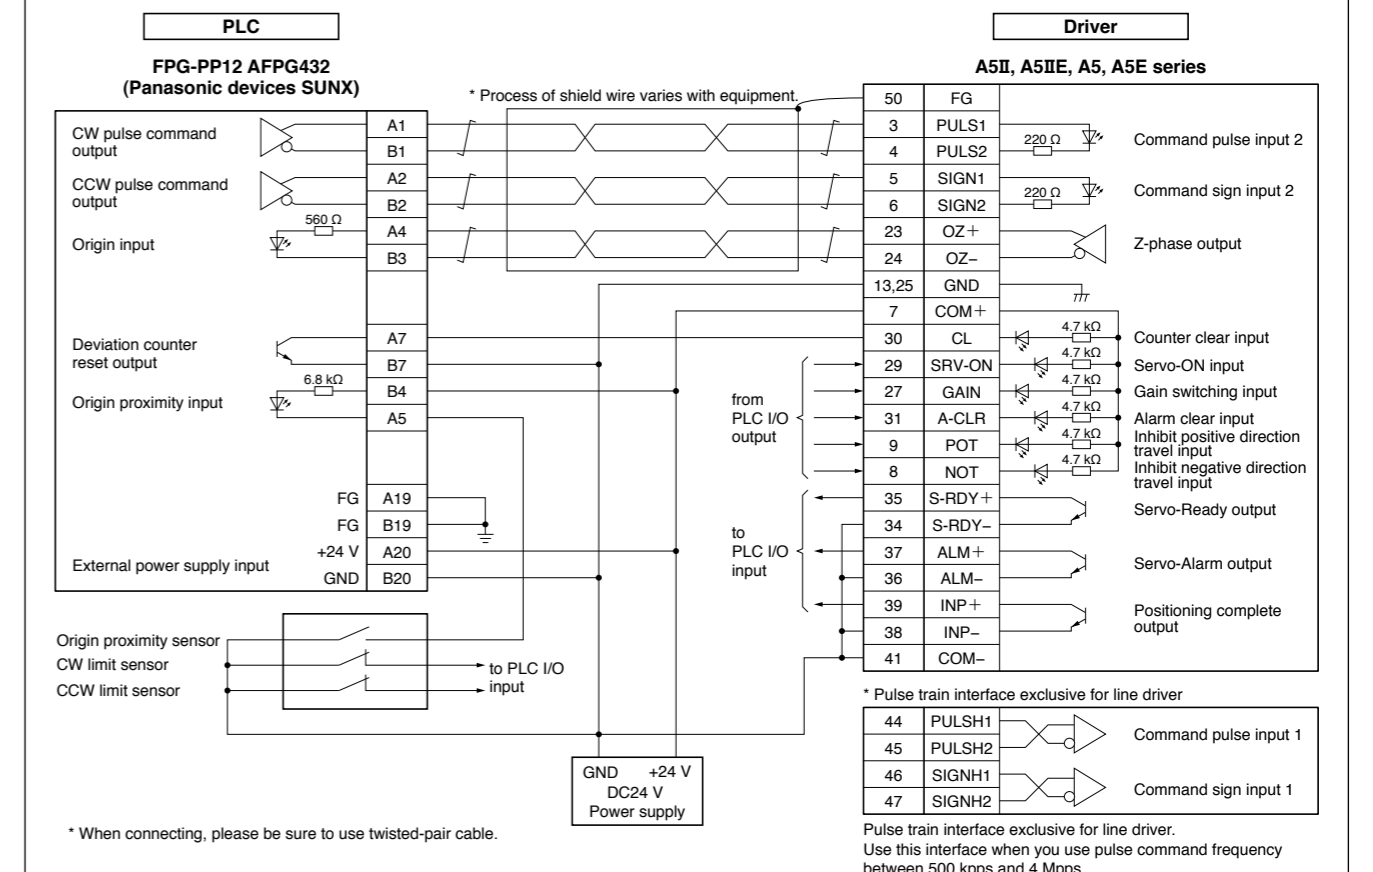 PLC
FPG-PP12 AFPG432
(Panasonic devices SUNX)
CW pulse command
output
A1
B1
CCW pulse command
output
A2
B2
Origin input
560 Ω
A4
B3
Deviation counter
reset output
A7
B7
Origin proximity input
6.8 kΩ
B4
A5
FG A19
FG B19
External power supply input
+24 V A20
GND B20
Origin proximity sensor
CW limit sensor
CCW limit sensor
to PLC I/O
input
* Process of shield wire varies with equipment.
from
PLC I/O
output
to
PLC I/O
input
GND +24 V
DC24 V
Power supply
* When connecting, please be sure to use twisted-pair cable.
Driver
A5II, A5IIE, A5, A5E series
50 FG
3 PULS1
4 PULS2
220 Ω
Command pulse input 2
5 SIGN1
6 SIGN2
220 Ω
Command sign input 2
23 OZ+
24 OZ−
Z-phase output
13,25 GND
7 COM+
30 CL 4.7 kΩ Counter clear input
29 SRV-ON 4.7 kΩ Servo-ON input
27 GAIN 4.7 kΩ Gain switching input
31 A-CLR 4.7 kΩ Alarm clear input
9 POT 4.7 kΩ Inhibit positive direction
travel input
8 NOT 4.7 kΩ Inhibit negative direction
travel input
35 S-RDY+
34 S-RDY−
Servo-Ready output
37 ALM+
36 ALM−
Servo-Alarm output
39 INP+
38 INP−
Positioning complete
output
41 COM−
* Pulse train interface exclusive for line driver
44 PULSH1
45 PULSH2
Command pulse input 1
46 SIGNH1
47 SIGNH2
Command sign input 1
Pulse train interface exclusive for line driver.
Use this interface when you use pulse command frequency
between 500 kpps and 4 Mpps